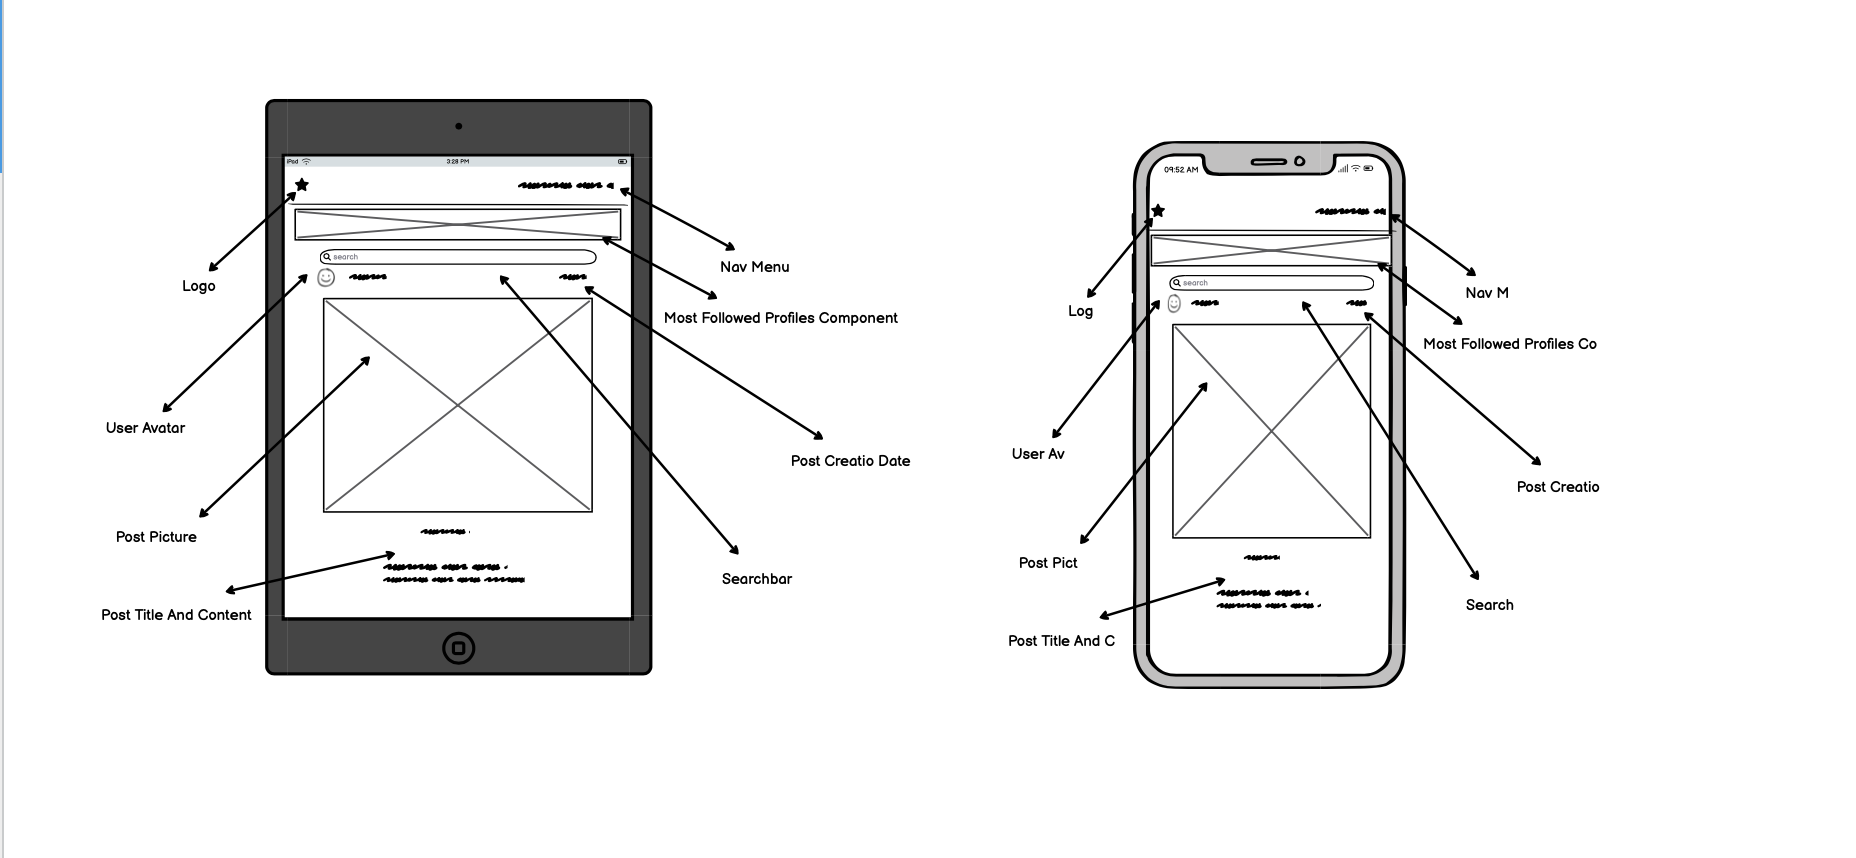 iPad
3:28 PM
search
Logo
Nav Menu
Most Followed Profiles Component
User Avatar
Post Creatio Date
Post Picture
Searchbar
Post Title And Content
09:52 AM
search
Log
Nav M
Most Followed Profiles Co
User Av
Post Creatio
Post Pict
Search
Post Title And C